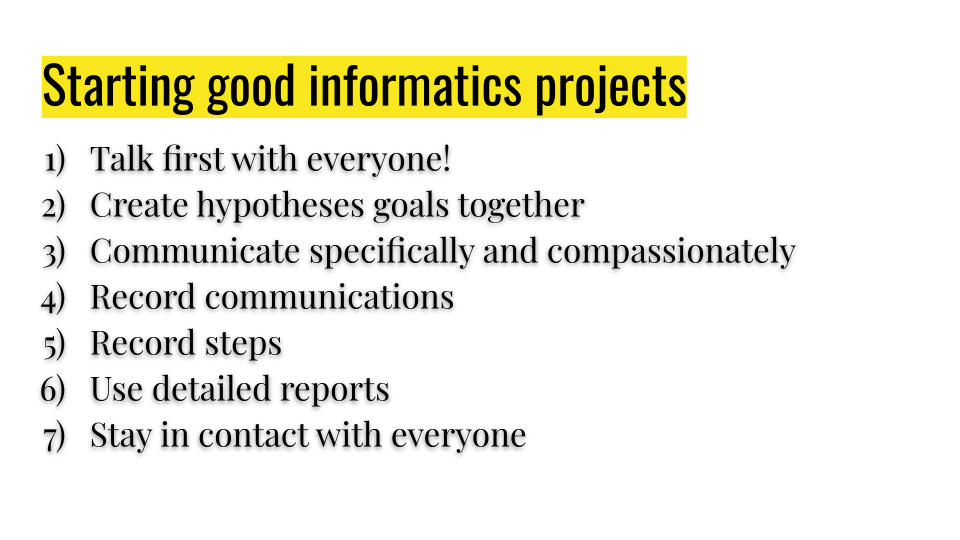 Starting good informatics projects
1) Talk first with everyone!
2) Create hypotheses goals together
3) Communicate specifically and compassionately
4) Record communications
5) Record steps
6) Use detailed reports
7) Stay in contact with everyone